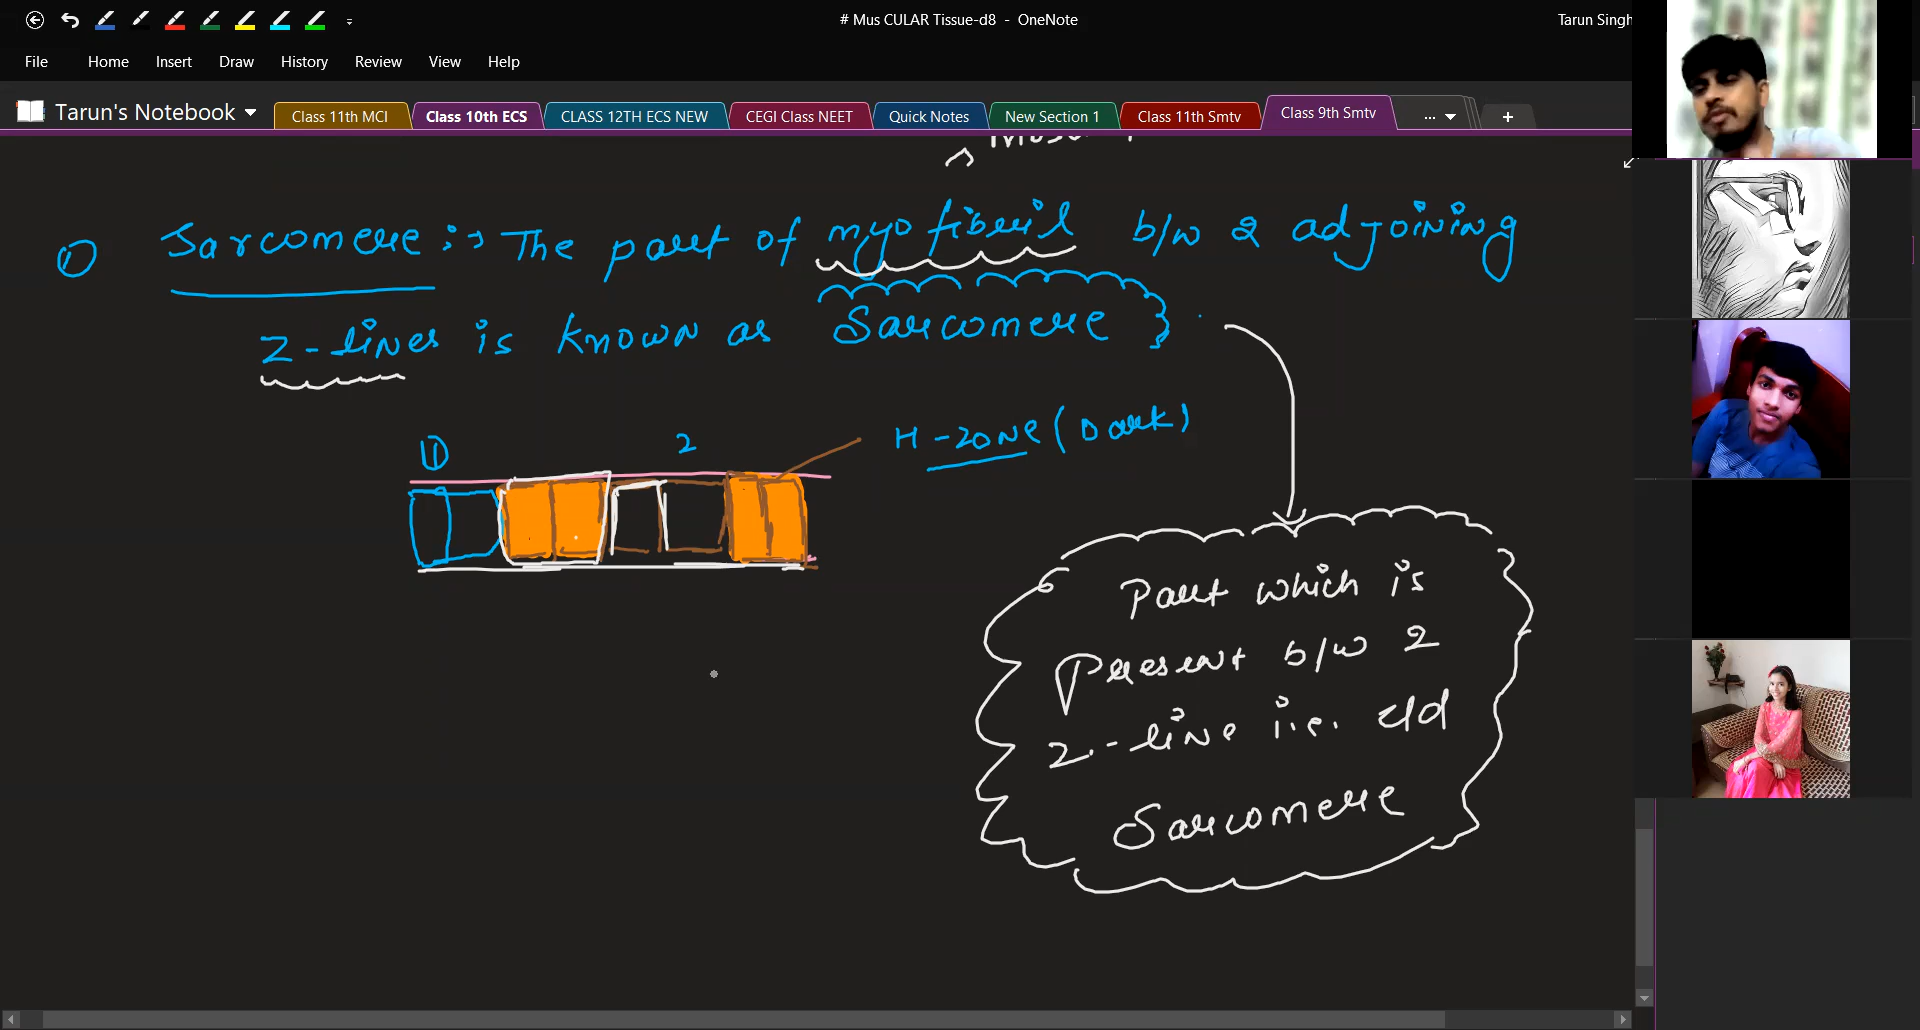 # Mus CULAR Tissue-d8 - OneNote
Tarun Singh
File Home Insert Draw History Review View Help
Tarun's Notebook
Class 11th MCI
Class 10th ECS
CLASS 12TH ECS NEW
CEGI Class NEET
Quick Notes
New Section 1
Class 11th Smtv
Class 9th Smtv
...
+
① Sarcomere :→ The part of myofibril b/w 2 adjoining
Z-lines is known as Sarcomere }
① 2
H-zone (Dark)
Part which is
Present b/w 2
Z-line i.e. c/d
Sarcomere